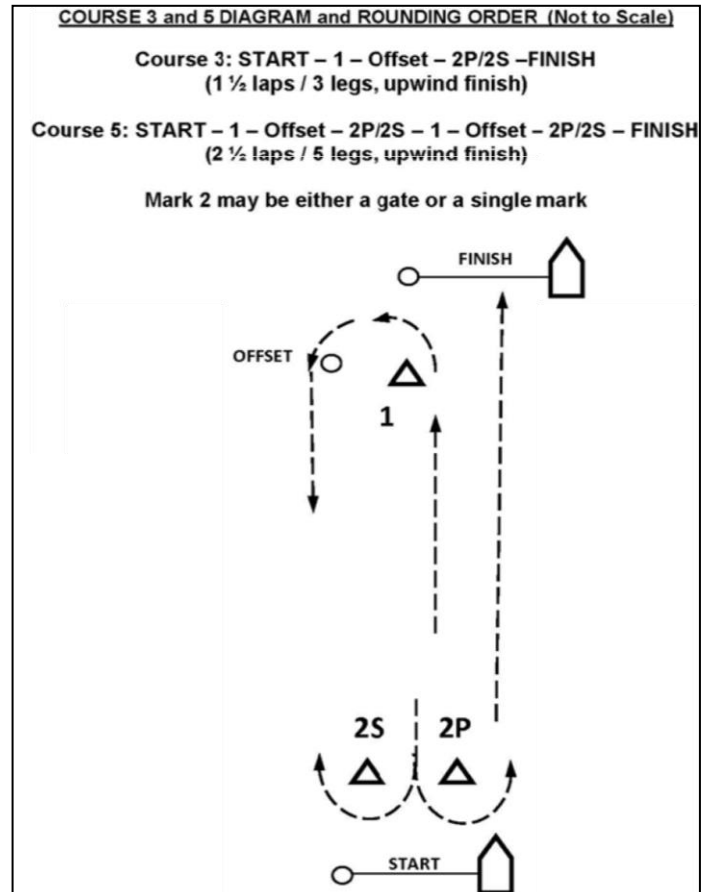 COURSE 3 and 5 DIAGRAM and ROUNDING ORDER (Not to Scale)
Course 3: START – 1 – Offset – 2P/2S –FINISH
(1 ½ laps / 3 legs, upwind finish)
Course 5: START – 1 – Offset – 2P/2S – 1 – Offset – 2P/2S – FINISH
(2 ½ laps / 5 legs, upwind finish)
Mark 2 may be either a gate or a single mark
FINISH
OFFSET
1
2S 2P
START